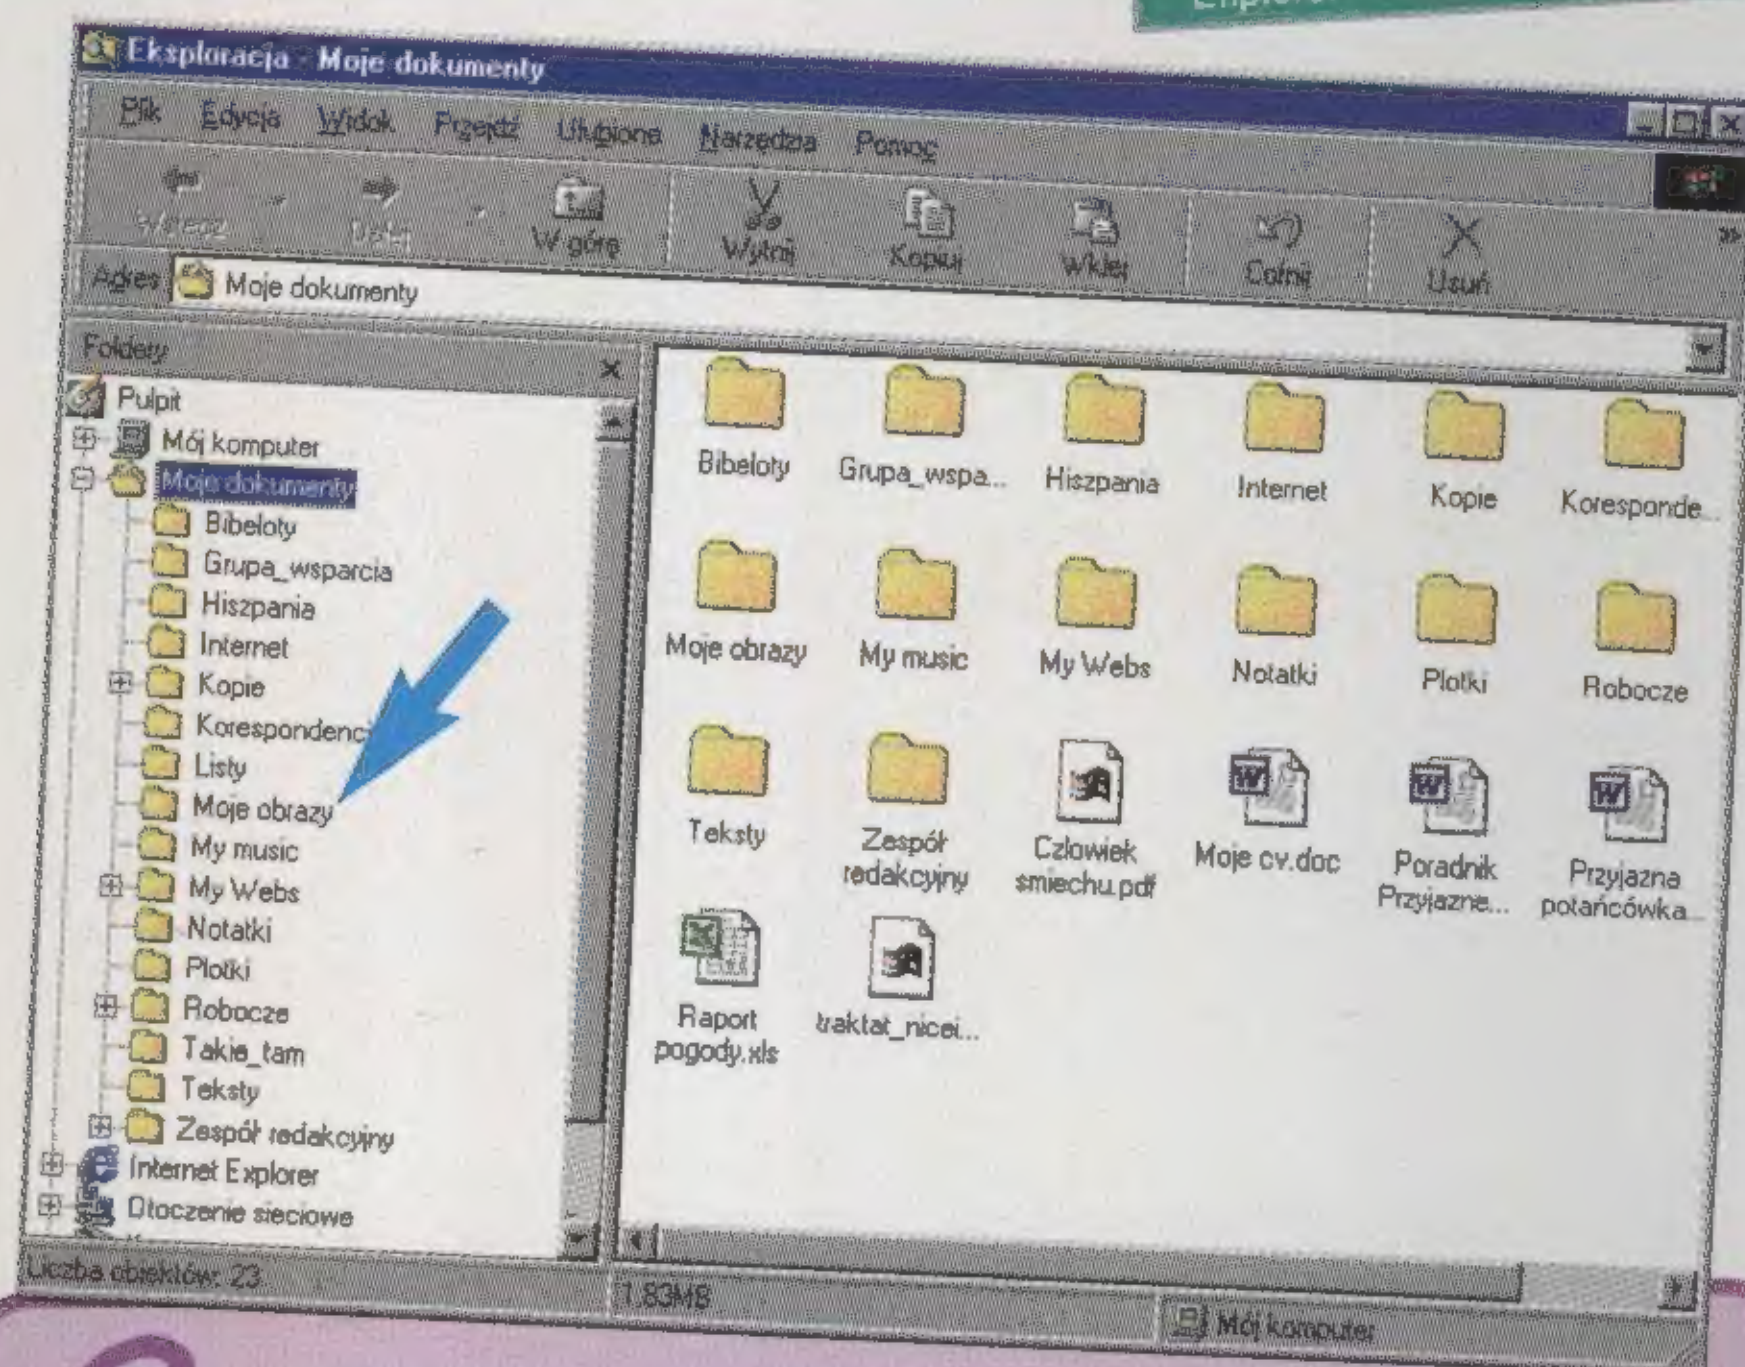 Eksploracja - Moje dokumenty
Plik Edycja Widok Przejdź Ulubione Narzędzia Pomoc
Wstecz Dalej W górę Wytnij Kopiuj Wklej Cofnij Usuń »
Adres Moje dokumenty
Foldery
Pulpit
Mój komputer
Moje dokumenty
Bibeloty
Grupa_wsparcia
Hiszpania
Internet
Kopie
Korespondenc
Listy
Moje obrazy
My music
My Webs
Notatki
Plotki
Robocze
Takie_tam
Teksty
Zespół redakcyjny
Internet Explorer
Otoczenie sieciowe
Bibeloty Grupa_wspa... Hiszpania Internet Kopie Koresponde...
Moje obrazy My music My Webs Notatki Plotki Robocze
Teksty Zespół Człowiek Moje cv.doc Poradnik Przyjazna
redakcyjny śmiechu.pdf Przyjazne... potańcówka...
Raport traktat_nicei...
pogody.xls
Liczba obiektów: 23 1,83MB Mój komputer